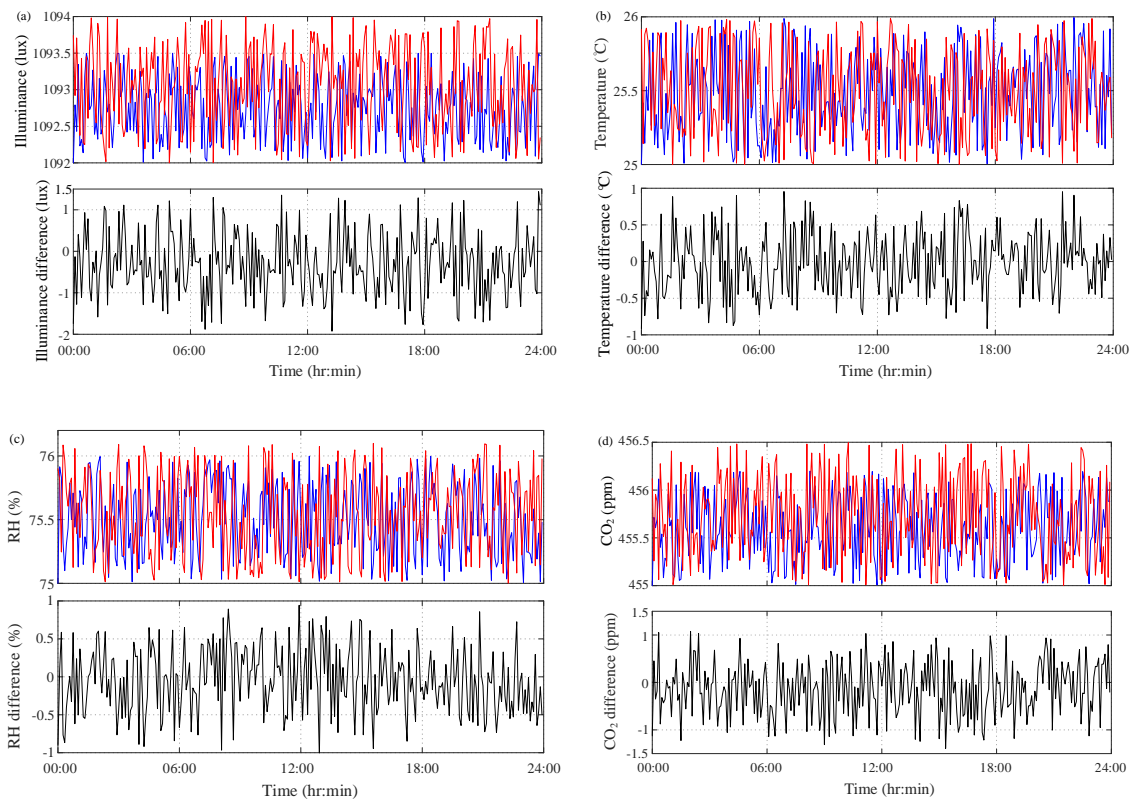 (a)
Illuminance (lux)
1094
1093.5
1093
1092.5
1092
Illuminance difference (lux)
1.5
1
0
-1
-2
00:00 06:00 12:00 18:00 24:00
Time (hr:min)
(b)
Temperature (℃)
26
25.5
25
Temperature difference (℃)
1
0.5
0
-0.5
-1
00:00 06:00 12:00 18:00 24:00
Time (hr:min)
(c)
RH (%)
76
75.5
75
RH difference (%)
1
0.5
0
-0.5
-1
00:00 06:00 12:00 18:00 24:00
Time (hr:min)
(d)
CO₂ (ppm)
456.5
456
455.5
455
CO₂ difference (ppm)
1.5
1
0
-1
-1.5
00:00 06:00 12:00 18:00 24:00
Time (hr:min)